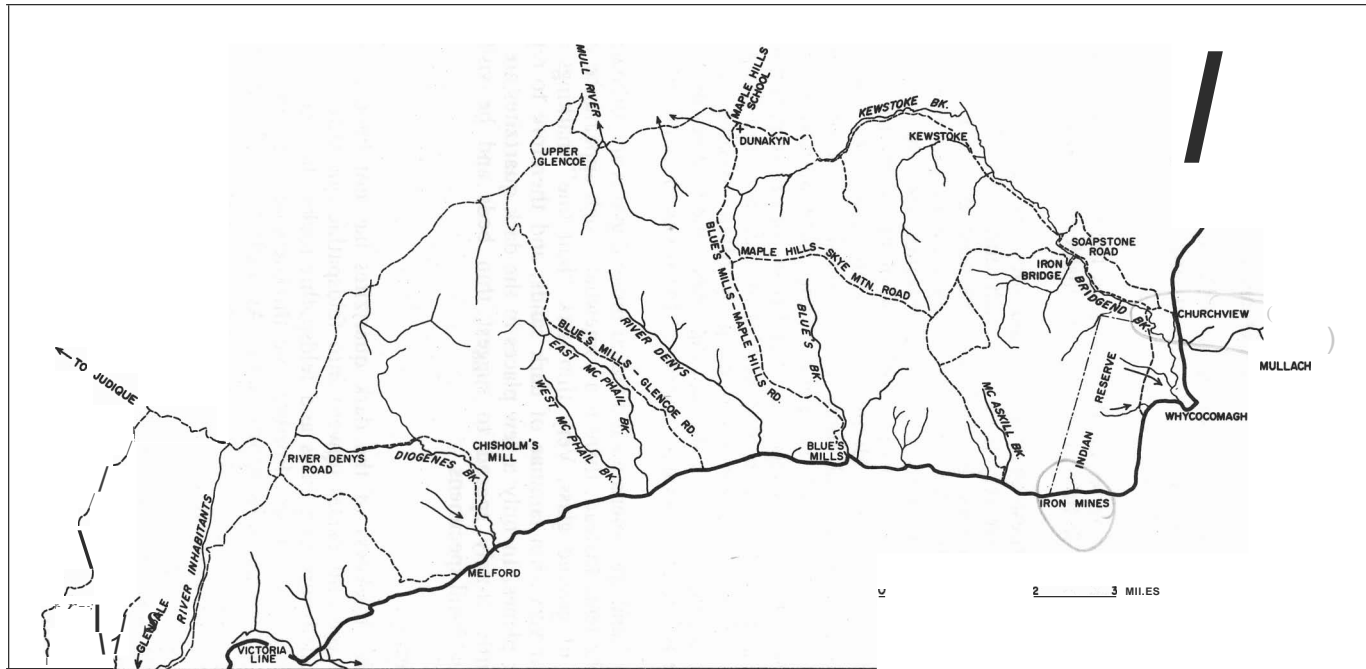 MULL RIVER
MAPLE HILLS
SCHOOL
KEWSTOKE BK.
KEWSTOKE
DUNAKYN
UPPER
GLENCOE
SOAPSTONE
ROAD
MAPLE HILLS - SKYE MTN. ROAD
IRON
BRIDGE
BRIDGEND BK.
CHURCHVIEW
BLUE'S MILLS - MAPLE HILLS RD.
BLUE'S BK.
RIVER DENYS
BLUE'S MILLS - GLENCOE RD.
EAST MC PHAIL BK.
WEST MC PHAIL BK.
TO JUDIQUE
MULLACH
INDIAN RESERVE
MC ASKILL BK.
WHYCOCOMAGH
CHISHOLM'S
MILL
BLUE'S
MILLS
RIVER DENYS
ROAD
DIOGENES BK.
IRON MINES
RIVER INHABITANTS
MELFORD
GLENDALE
VICTORIA
LINE
2 3 MILES